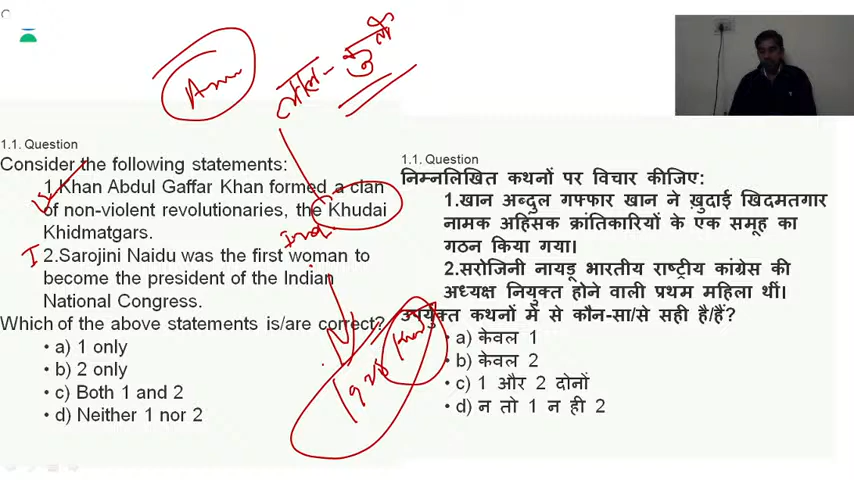 लाल - कुर्ती
1.1. Question
Consider the following statements:
1.Khan Abdul Gaffar Khan formed a clan
of non-violent revolutionaries, the Khudai
Khidmatgars.
2.Sarojini Naidu was the first woman to
become the president of the Indian
National Congress.
Which of the above statements is/are correct?
• a) 1 only
• b) 2 only
• c) Both 1 and 2
• d) Neither 1 nor 2
1925
1.1. Question
निम्नलिखित कथनों पर विचार कीजिए:
1.खान अब्दुल गफ्फार खान ने ख़ुदाई खिदमतगार
नामक अहिंसक क्रांतिकारियों के एक समूह का
गठन किया गया।
2.सरोजिनी नायडू भारतीय राष्ट्रीय कांग्रेस की
अध्यक्ष नियुक्त होने वाली प्रथम महिला थीं।
उपर्युक्त कथनों में से कौन-सा/से सही है/हैं?
• a) केवल 1
• b) केवल 2
• c) 1 और 2 दोनों
• d) न तो 1 न ही 2